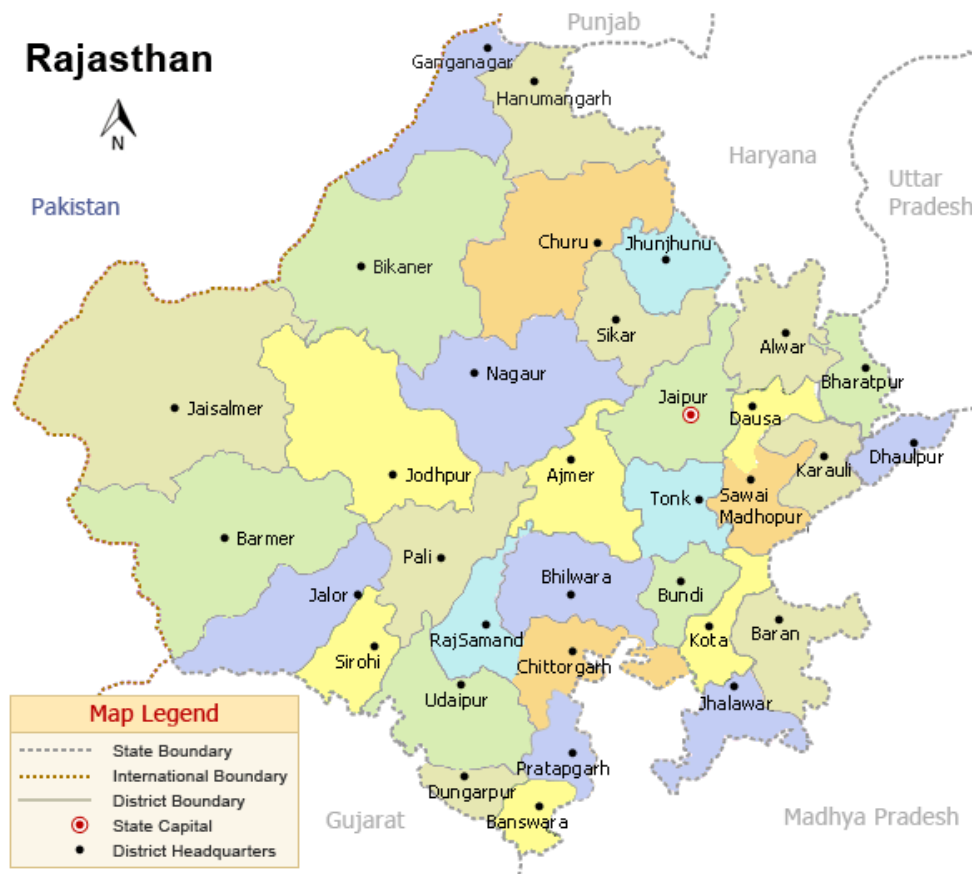 Punjab
Rajasthan
Ganganagar
Hanumangarh
N
Haryana
Uttar
Pradesh
Pakistan
Churu
Jhunjhunu
Bikaner
Sikar
Alwar
Nagaur
Bharatpur
Jaipur
Jaisalmer
Dausa
Dhaulpur
Karauli
Jodhpur
Ajmer
Tonk
Sawai
Madhopur
Barmer
Pali
Bhilwara
Bundi
Jalor
RajSamand
Kota
Baran
Sirohi
Chittorgarh
Udaipur
Jhalawar
Map Legend
State Boundary
International Boundary
District Boundary
State Capital
District Headquarters
Pratapgarh
Dungarpur
Banswara
Gujarat
Madhya Pradesh